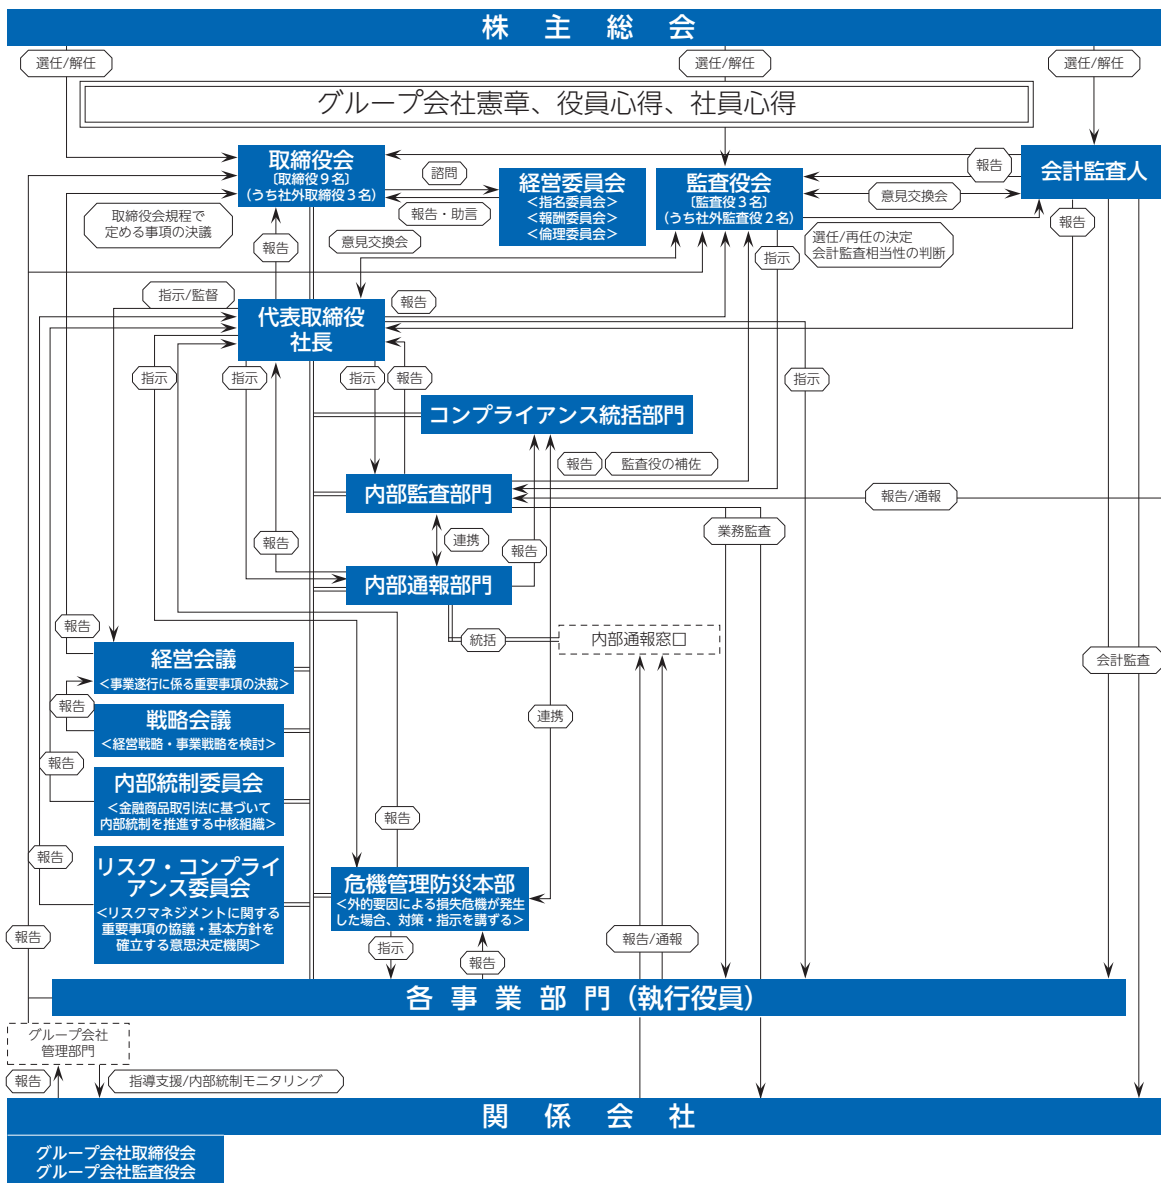 株主総会
選任/解任
選任/解任
選任/解任
グループ会社憲章、役員心得、社員心得
取締役会
〔取締役9名〕
(うち社外取締役3名)
諮問
報告・助言
経営委員会
<指名委員会>
<報酬委員会>
<倫理委員会>
監査役会
〔監査役3名〕
(うち社外監査役2名)
報告
意見交換会
会計監査人
取締役会規程で
定める事項の決議
報告
意見交換会
指示
選任/再任の決定
会計監査相当性の判断
報告
指示/監督
代表取締役
社長
報告
指示
指示
指示
報告
指示
コンプライアンス統括部門
報告
監査役の補佐
内部監査部門
報告/通報
業務監査
報告
連携
報告
内部通報部門
統括
内部通報窓口
報告
経営会議
<事業遂行に係る重要事項の決裁>
会計監査
報告
戦略会議
<経営戦略・事業戦略を検討>
連携
報告
内部統制委員会
<金融商品取引法に基づいて
内部統制を推進する中核組織>
報告
報告
リスク・コンプライ
アンス委員会
<リスクマネジメントに関する
重要事項の協議・基本方針を
確立する意思決定機関>
危機管理防災本部
<外的要因による損失危機が発生
した場合、対策・指示を講ずる>
報告
指示
報告
報告/通報
各事業部門(執行役員)
グループ会社
管理部門
報告
指導支援/内部統制モニタリング
関係会社
グループ会社取締役会
グループ会社監査役会